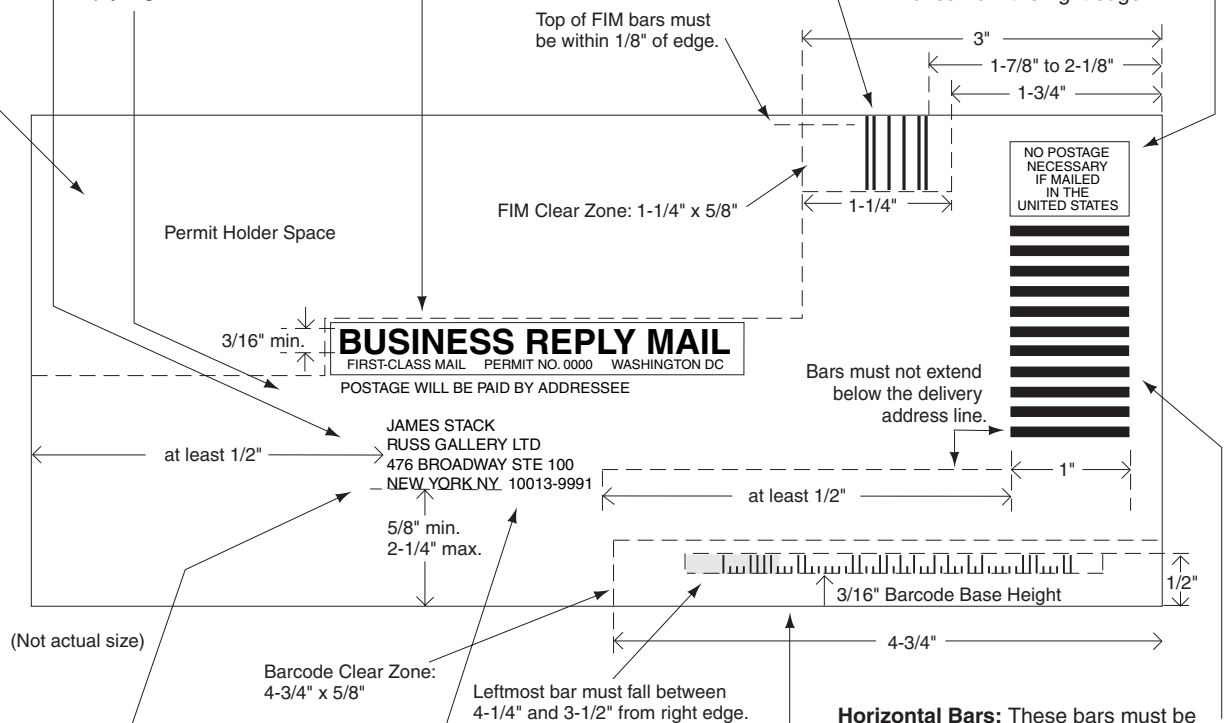 Top of FIM bars must
be within 1/8" of edge.
3"
1-7/8" to 2-1/8"
1-3/4"
NO POSTAGE
NECESSARY
IF MAILED
IN THE
UNITED STATES
FIM Clear Zone: 1-1/4" x 5/8"
1-1/4"
Permit Holder Space
3/16" min.
BUSINESS REPLY MAIL
FIRST-CLASS MAIL PERMIT NO. 0000 WASHINGTON DC
POSTAGE WILL BE PAID BY ADDRESSEE
Bars must not extend
below the delivery
address line.
JAMES STACK
RUSS GALLERY LTD
476 BROADWAY STE 100
NEW YORK NY 10013-9991
at least 1/2"
1"
at least 1/2"
5/8" min.
2-1/4" max.
1/2"
3/16" Barcode Base Height
(Not actual size)
4-3/4"
Barcode Clear Zone:
4-3/4" x 5/8"
Leftmost bar must fall between
4-1/4" and 3-1/2" from right edge.
Horizontal Bars: These bars must be